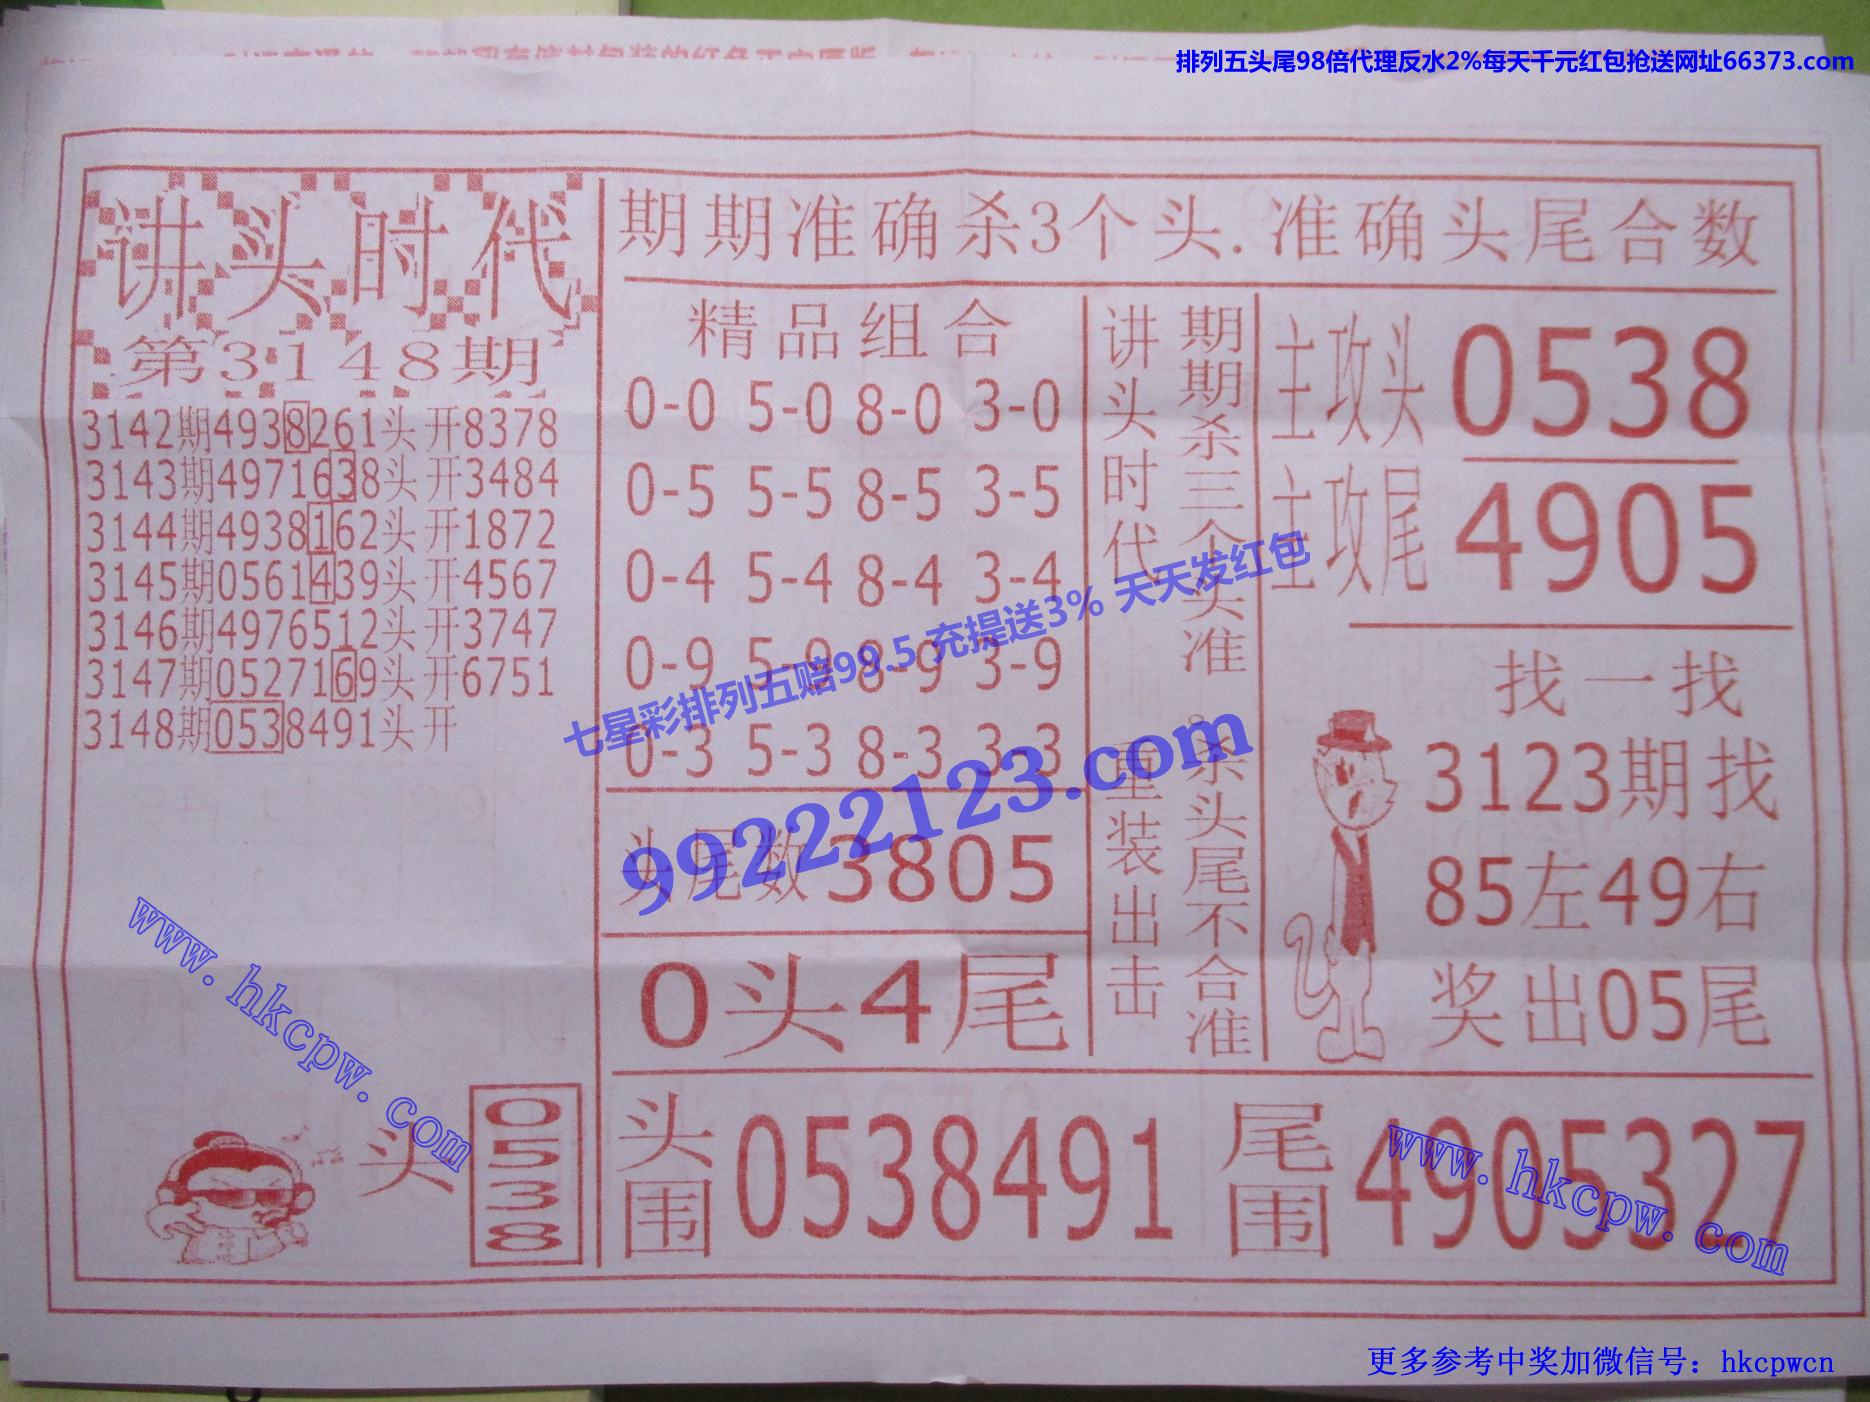 排列五头尾98倍代理反水2%每天千元红包抢送网址66373.com
讲头时代
第3148期
3142期4938261头开8378
3143期4971638头开3484
3144期4938162头开1872
3145期0561439头开4567
3146期4976512头开3747
3147期0527169头开6751
3148期0538491头开
头
0538
期期准确杀3个头.准确头尾合数
精品组合
0-0 5-0 8-0 3-0
0-5 5-5 8-5 3-5
0-4 5-4 8-4 3-4
0-9 5-9 8-9 3-9
0-3 5-3 8-3 3-3
头尾数3805
0头4尾
讲头时代 重装出击
期期杀三个头准
杀头尾不合准
主攻头0538
主攻尾4905
找一找
3123期找
85左49右
奖出05尾
头围0538491
尾围4905327
七星彩排列五赔99.5 充提送3% 天天发红包
99222123.com
www.hkcpw.com
www.hkcpw.com
更多参考中奖加微信号：hkcpwcn